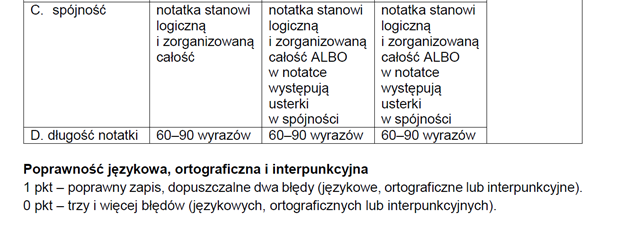 C. spójność
notatka stanowi
logiczną
i zorganizowaną
całość
notatka stanowi
logiczną
i zorganizowaną
całość ALBO
w notatce
występują
usterki
w spójności
notatka stanowi
logiczną
i zorganizowaną
całość ALBO
w notatce
występują
usterki
w spójności
D. długość notatki 60–90 wyrazów 60–90 wyrazów 60–90 wyrazów
Poprawność językowa, ortograficzna i interpunkcyjna
1 pkt – poprawny zapis, dopuszczalne dwa błędy (językowe, ortograficzne lub interpunkcyjne).
0 pkt – trzy i więcej błędów (językowych, ortograficznych lub interpunkcyjnych).